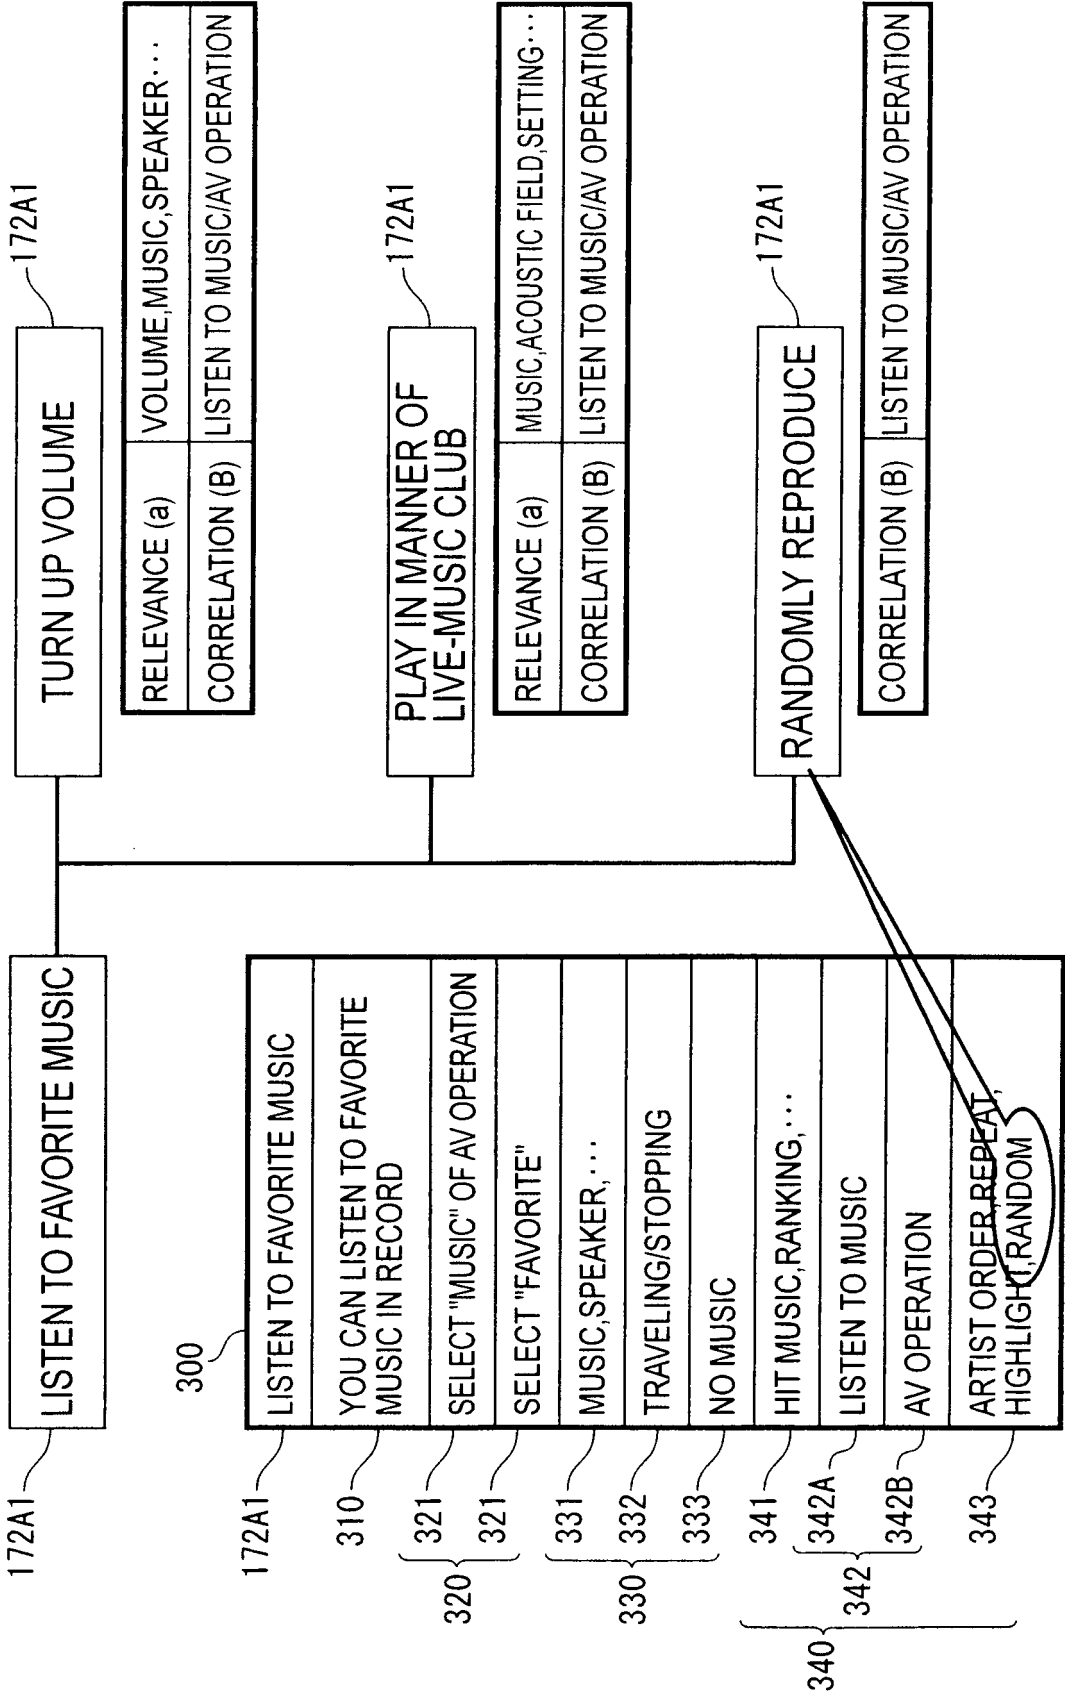 172A1
LISTEN TO FAVORITE MUSIC
300
172A1
LISTEN TO FAVORITE MUSIC
310
YOU CAN LISTEN TO FAVORITE
MUSIC IN RECORD
320
321
SELECT "MUSIC" OF AV OPERATION
321
SELECT "FAVORITE"
330
331
MUSIC,SPEAKER,···
332
TRAVELING/STOPPING
333
NO MUSIC
340
341
HIT MUSIC,RANKING,···
342
342A
LISTEN TO MUSIC
342B
AV OPERATION
343
ARTIST ORDER,REPEAT,
HIGHLIGHT,RANDOM
TURN UP VOLUME
172A1
RELEVANCE (a)
VOLUME,MUSIC,SPEAKER···
CORRELATION (B)
LISTEN TO MUSIC/AV OPERATION
PLAY IN MANNER OF
LIVE-MUSIC CLUB
172A1
RELEVANCE (a)
MUSIC,ACOUSTIC FIELD,SETTING···
CORRELATION (B)
LISTEN TO MUSIC/AV OPERATION
RANDOMLY REPRODUCE
172A1
CORRELATION (B)
LISTEN TO MUSIC/AV OPERATION